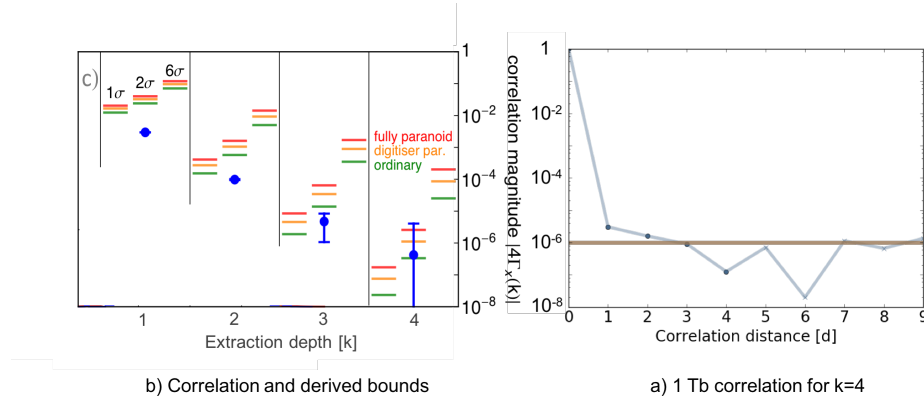 c)
1σ 2σ 6σ
fully paranoid
digitiser par.
ordinary
1
10⁻²
10⁻⁴
10⁻⁶
10⁻⁸
1 2 3 4
Extraction depth [k]
b) Correlation and derived bounds
correlation magnitude |4Γₓ(k)|
1
10⁻²
10⁻⁴
10⁻⁶
10⁻⁸
0 1 2 3 4 5 6 7 8 9
Correlation distance [d]
a) 1 Tb correlation for k=4